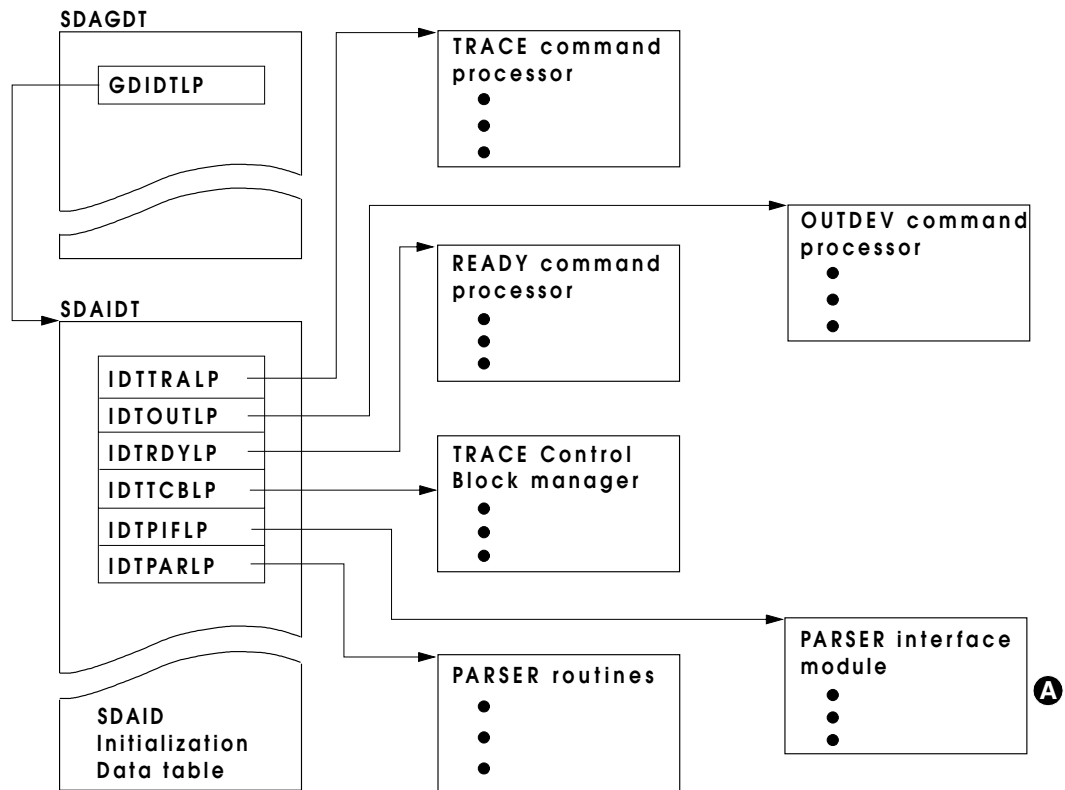 SDAGDT
GDIDTLP
TRACE command
processor
OUTDEV command
processor
READY command
processor
SDAIDT
IDTTRALP
IDTOUTLP
IDTRDYLP
IDTTCBLP
IDTPIFLP
IDTPARLP
TRACE Control
Block manager
PARSER interface
module
A
PARSER routines
SDAID
Initialization
Data table